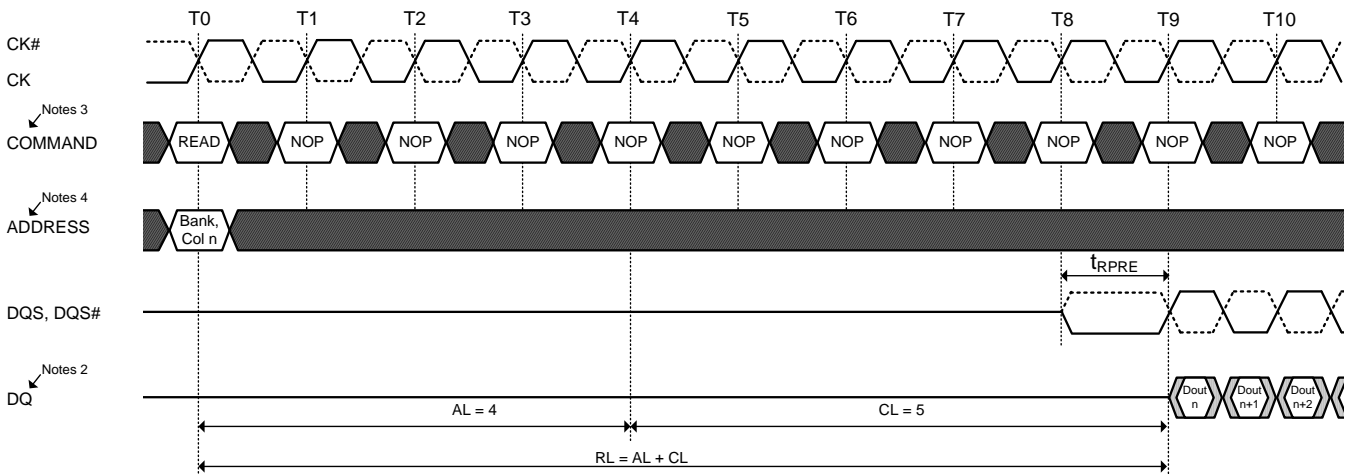 T0 T1 T2 T3 T4 T5 T6 T7 T8 T9 T10
CK#
CK
Notes 3
COMMAND
READ NOP NOP NOP NOP NOP NOP NOP NOP NOP NOP
Notes 4
ADDRESS
Bank,
Col n
tRPRE
DQS, DQS#
Notes 2
DQ
Dout
n
Dout
n+1
Dout
n+2
AL = 4
CL = 5
RL = AL + CL